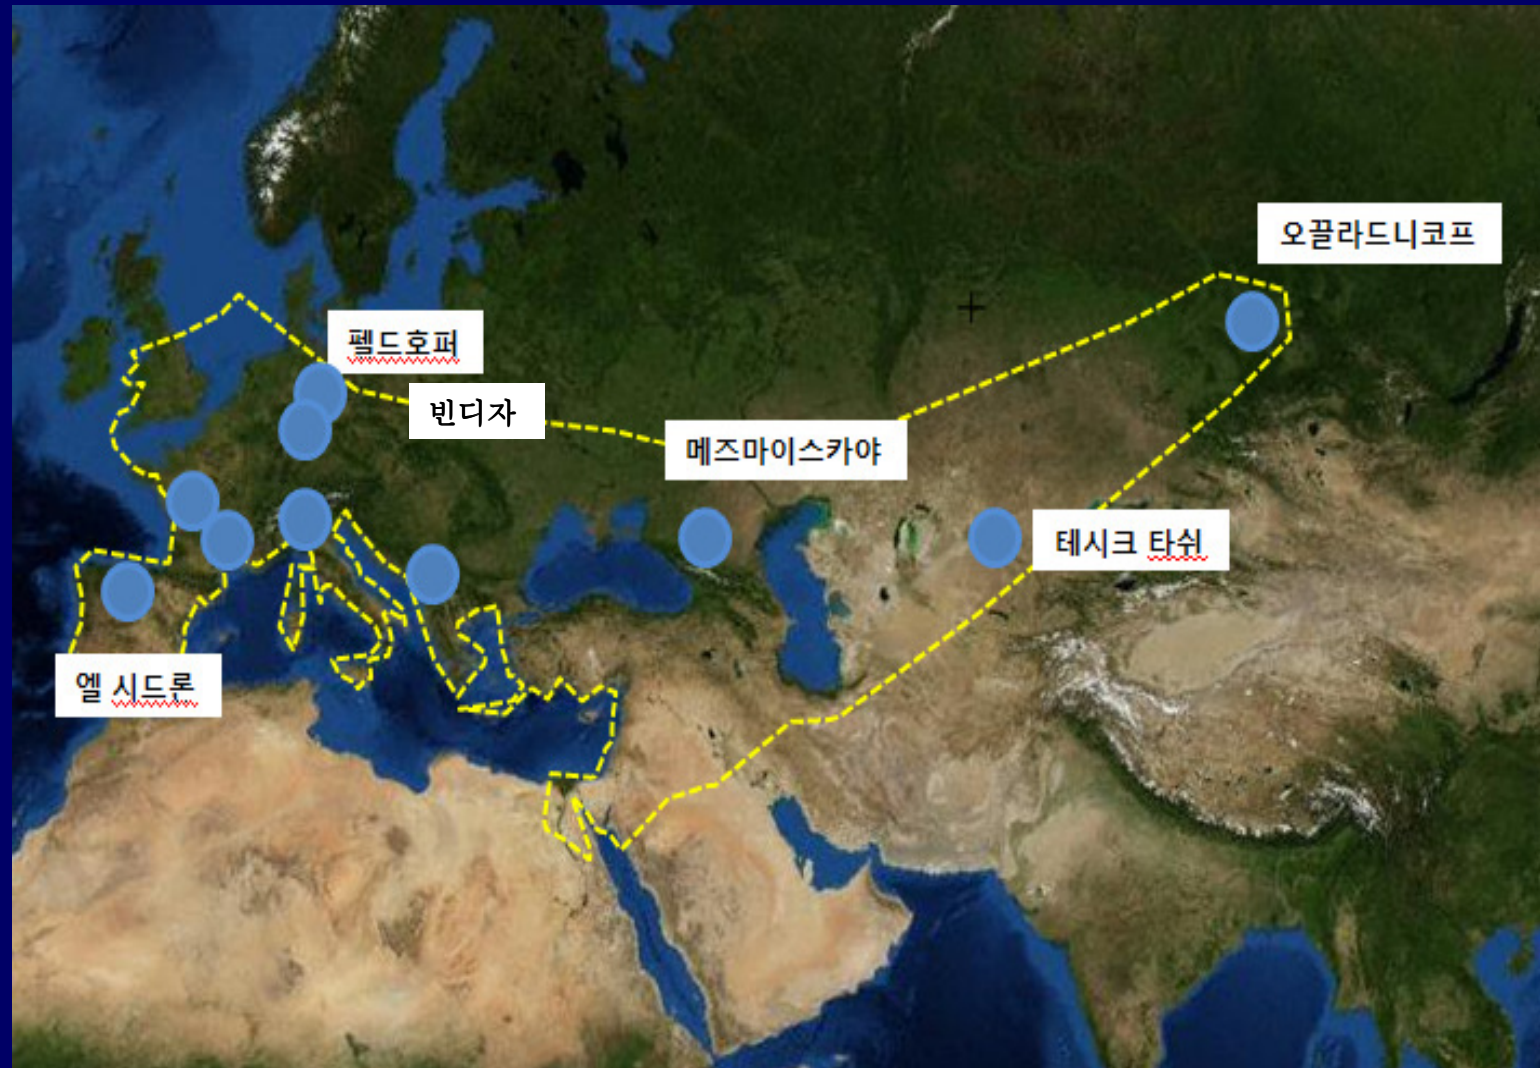 오끌라드니코프
펠드호퍼
빈디자
메즈마이스카야
테시크 타쉬
엘 시드론